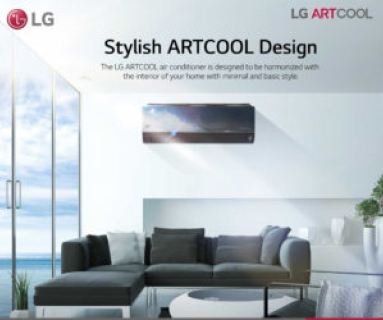 LG
LG ARTCOOL
Stylish ARTCOOL Design
The LG ARTCOOL air conditioner is designed to be harmonized with
the interior of your home with minimal and basic style.